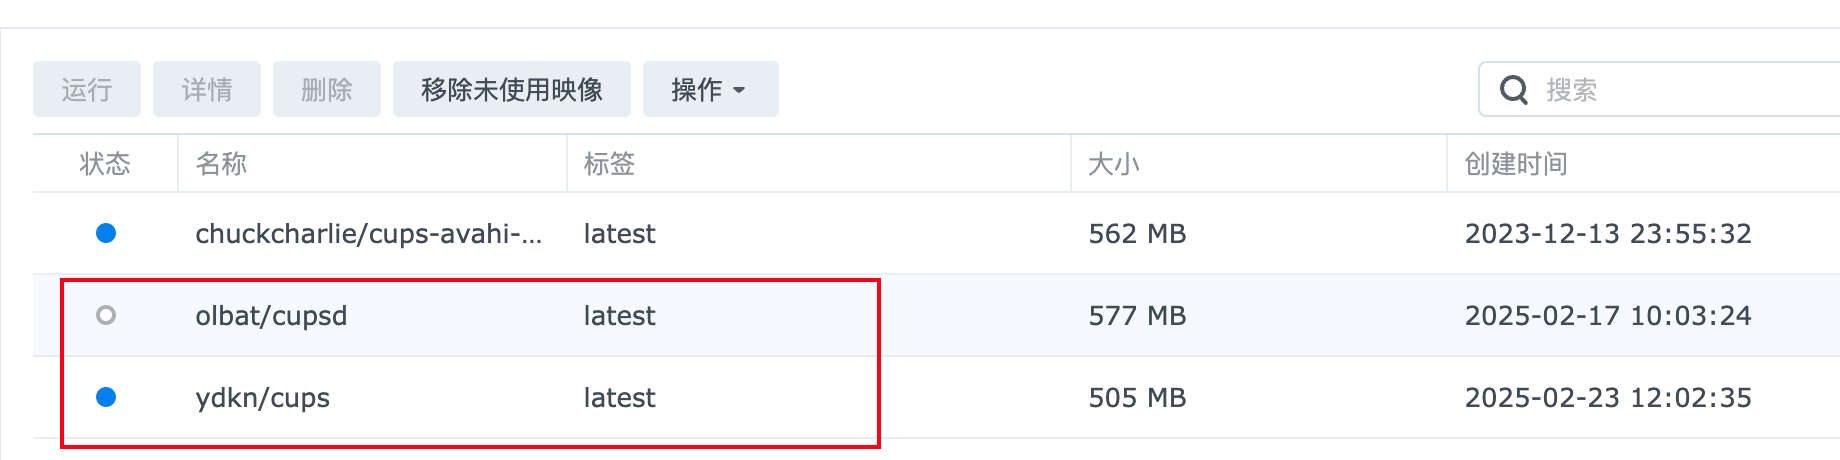 运行 详情 删除 移除未使用映像 操作 搜索
状态 名称 标签 大小 创建时间
chuckcharlie/cups-avahi-... latest 562 MB 2023-12-13 23:55:32
olbat/cupsd latest 577 MB 2025-02-17 10:03:24
ydkn/cups latest 505 MB 2025-02-23 12:02:35